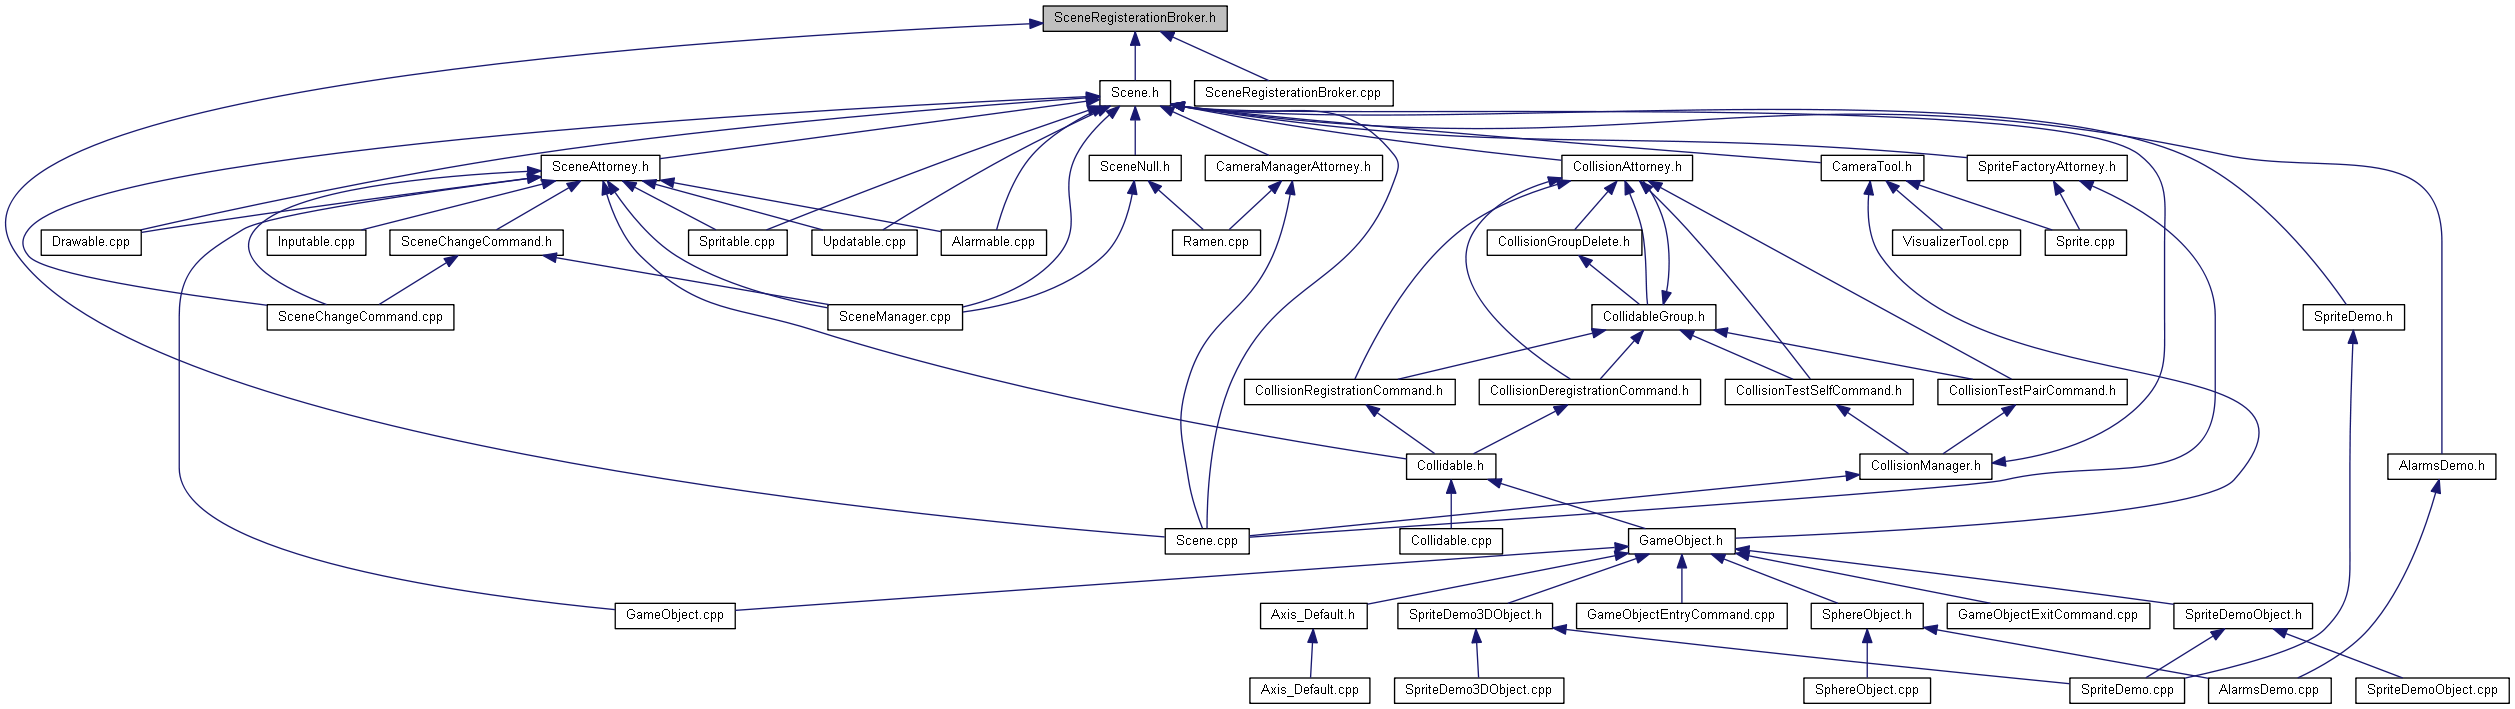 SceneRegisterationBroker.h
Scene.h
SceneRegisterationBroker.cpp
SceneAttorney.h
SceneNull.h
CameraManagerAttorney.h
CollisionAttorney.h
CameraTool.h
SpriteFactoryAttorney.h
Drawable.cpp
Inputable.cpp
SceneChangeCommand.h
Spritable.cpp
Updatable.cpp
Alarmable.cpp
Ramen.cpp
CollisionGroupDelete.h
VisualizerTool.cpp
Sprite.cpp
SceneChangeCommand.cpp
SceneManager.cpp
CollidableGroup.h
SpriteDemo.h
CollisionRegistrationCommand.h
CollisionDeregistrationCommand.h
CollisionTestSelfCommand.h
CollisionTestPairCommand.h
Collidable.h
CollisionManager.h
AlarmsDemo.h
Scene.cpp
Collidable.cpp
GameObject.h
GameObject.cpp
Axis_Default.h
SpriteDemo3DObject.h
GameObjectEntryCommand.cpp
SphereObject.h
GameObjectExitCommand.cpp
SpriteDemoObject.h
Axis_Default.cpp
SpriteDemo3DObject.cpp
SphereObject.cpp
SpriteDemo.cpp
AlarmsDemo.cpp
SpriteDemoObject.cpp